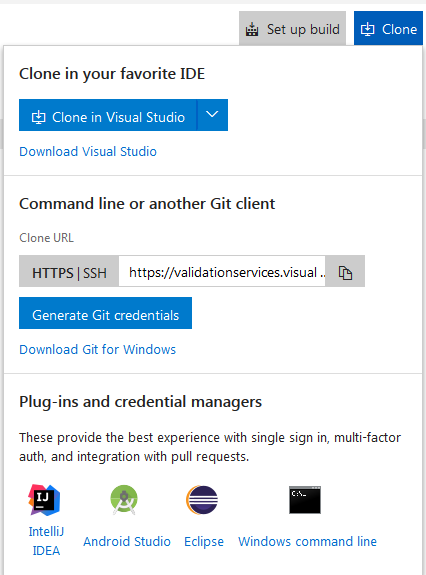 Set up build
Clone
Clone in your favorite IDE
Clone in Visual Studio
Download Visual Studio
Command line or another Git client
Clone URL
HTTPS | SSH
https://validationservices.visual ..
Generate Git credentials
Download Git for Windows
Plug-ins and credential managers
These provide the best experience with single sign in, multi-factor
auth, and integration with pull requests.
IJ
C:\_
IntelliJ
IDEA
Android Studio
Eclipse
Windows command line